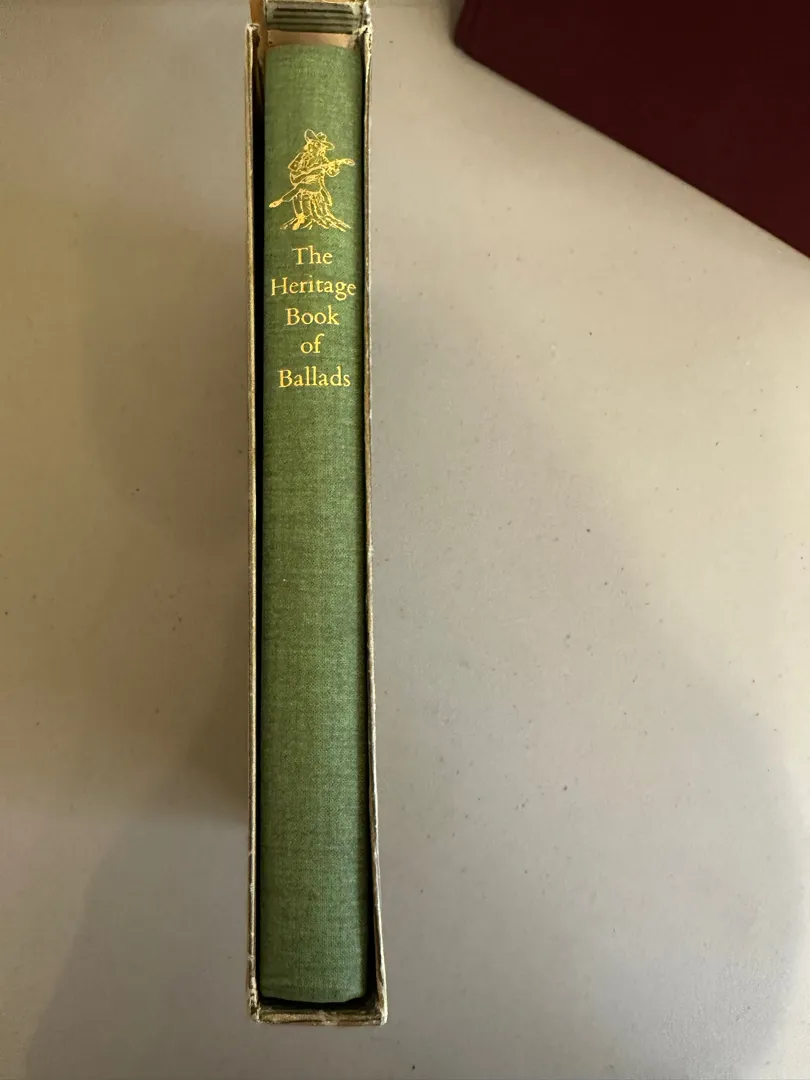 The
Heritage
Book
of
Ballads